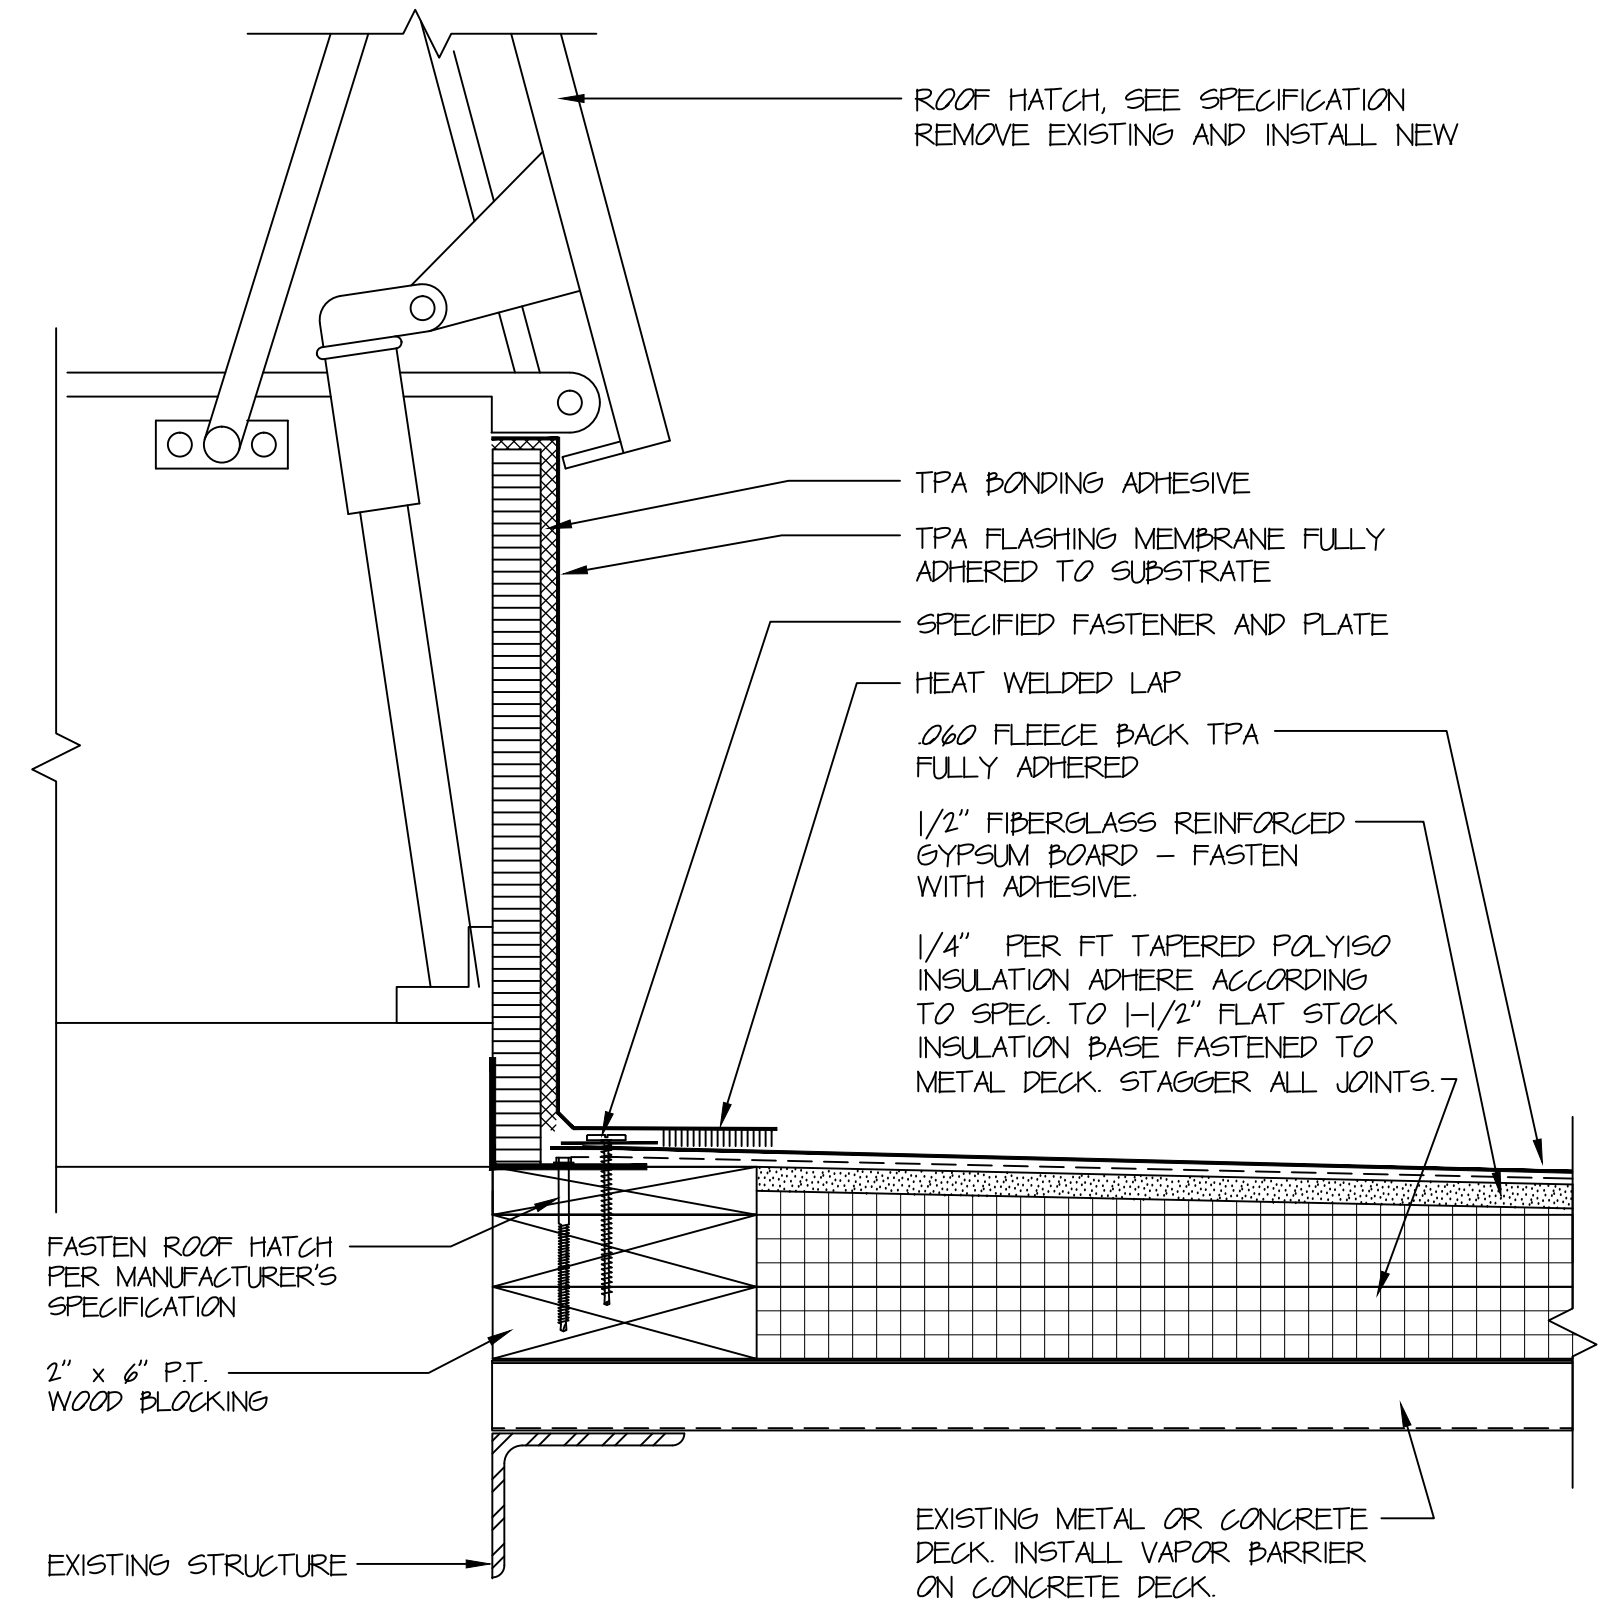 ROOF HATCH, SEE SPECIFICATION
REMOVE EXISTING AND INSTALL NEW
TPA BONDING ADHESIVE
TPA FLASHING MEMBRANE FULLY
ADHERED TO SUBSTRATE
SPECIFIED FASTENER AND PLATE
HEAT WELDED LAP
.060 FLEECE BACK TPA
FULLY ADHERED
1/2" FIBERGLASS REINFORCED
GYPSUM BOARD – FASTEN
WITH ADHESIVE.
1/4" PER FT TAPERED POLYISO
INSULATION ADHERE ACCORDING
TO SPEC. TO 1–1/2" FLAT STOCK
INSULATION BASE FASTENED TO
METAL DECK. STAGGER ALL JOINTS.
FASTEN ROOF HATCH
PER MANUFACTURER'S
SPECIFICATION
2" x 6" P.T.
WOOD BLOCKING
EXISTING STRUCTURE
EXISTING METAL OR CONCRETE
DECK. INSTALL VAPOR BARRIER
ON CONCRETE DECK.